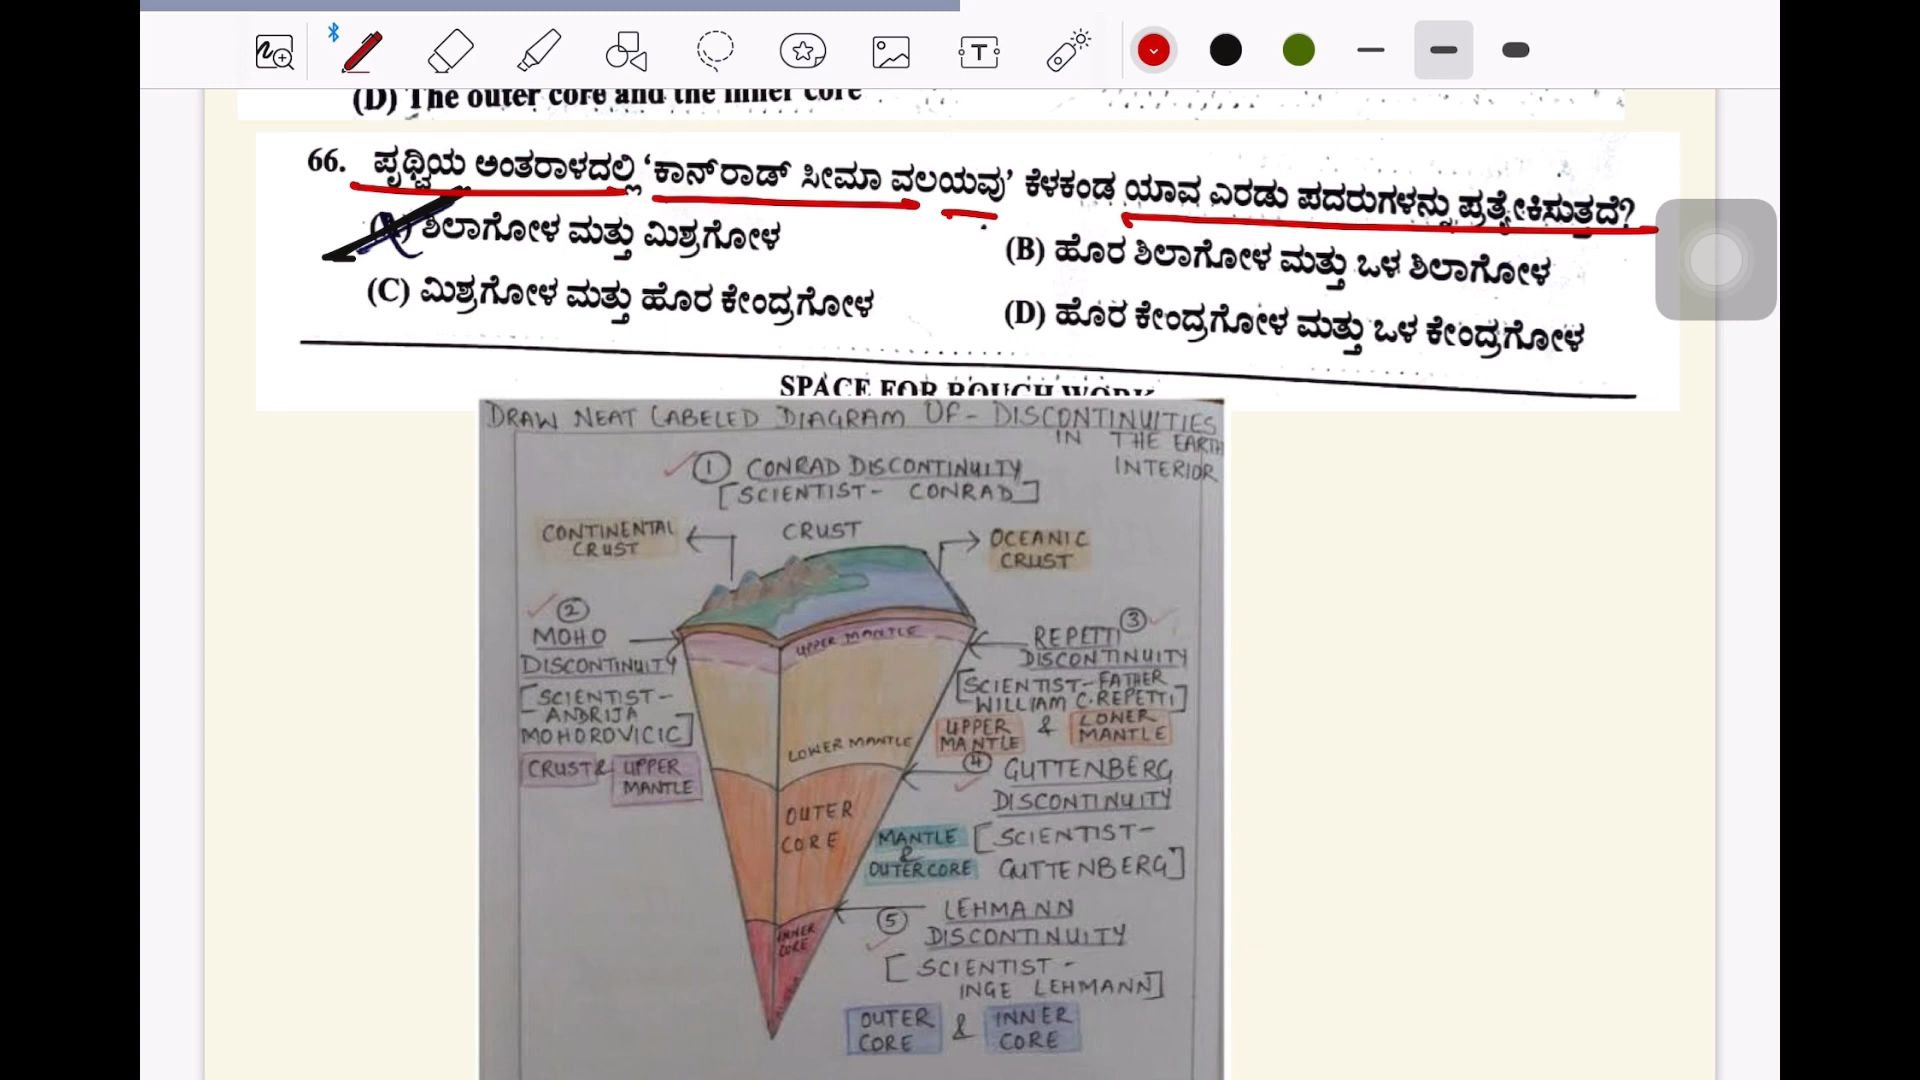 (D) The outer core and the inner core
66. ಪೃಥ್ವಿಯ ಅಂತರಾಳದಲ್ಲಿ ‘ಕಾನ್‌ರಾಡ್ ಸೀಮಾ ವಲಯವು’ ಕೆಳಕಂಡ ಯಾವ ಎರಡು ಪದರುಗಳನ್ನು ಪ್ರತ್ಯೇಕಿಸುತ್ತದೆ?
(A) ಶಿಲಾಗೋಳ ಮತ್ತು ಮಿಶ್ರಗೋಳ
(B) ಹೊರ ಶಿಲಾಗೋಳ ಮತ್ತು ಒಳ ಶಿಲಾಗೋಳ
(C) ಮಿಶ್ರಗೋಳ ಮತ್ತು ಹೊರ ಕೇಂದ್ರಗೋಳ
(D) ಹೊರ ಕೇಂದ್ರಗೋಳ ಮತ್ತು ಒಳ ಕೇಂದ್ರಗೋಳ
SPACE FOR ROUGH WORK
DRAW NEAT LABELED DIAGRAM OF - DISCONTINUITIES
IN THE EARTH
INTERIOR
1 CONRAD DISCONTINUITY
[SCIENTIST - CONRAD]
CONTINENTAL
CRUST
CRUST
OCEANIC
CRUST
2
MOHO
DISCONTINUITY
[SCIENTIST -
ANDRIJA
MOHOROVICIC]
CRUST & UPPER
MANTLE
UPPER MANTLE
3
REPETTI
DISCONTINUITY
[SCIENTIST - FATHER
WILLIAM C. REPETTI]
UPPER
MANTLE
&
LOWER
MANTLE
LOWER MANTLE
4 GUTTENBERG
DISCONTINUITY
[SCIENTIST -
GUTTENBERG]
MANTLE
&
OUTER CORE
OUTER
CORE
5 LEHMANN
DISCONTINUITY
[SCIENTIST -
INGE LEHMANN]
INNER
CORE
OUTER
CORE
&
INNER
CORE